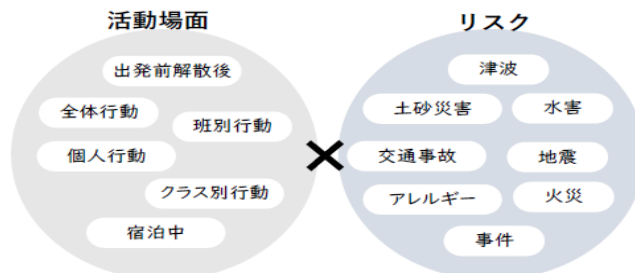 活動場面
出発前解散後
全体行動
班別行動
個人行動
クラス別行動
宿泊中
×
リスク
津波
土砂災害
水害
交通事故
地震
アレルギー
火災
事件